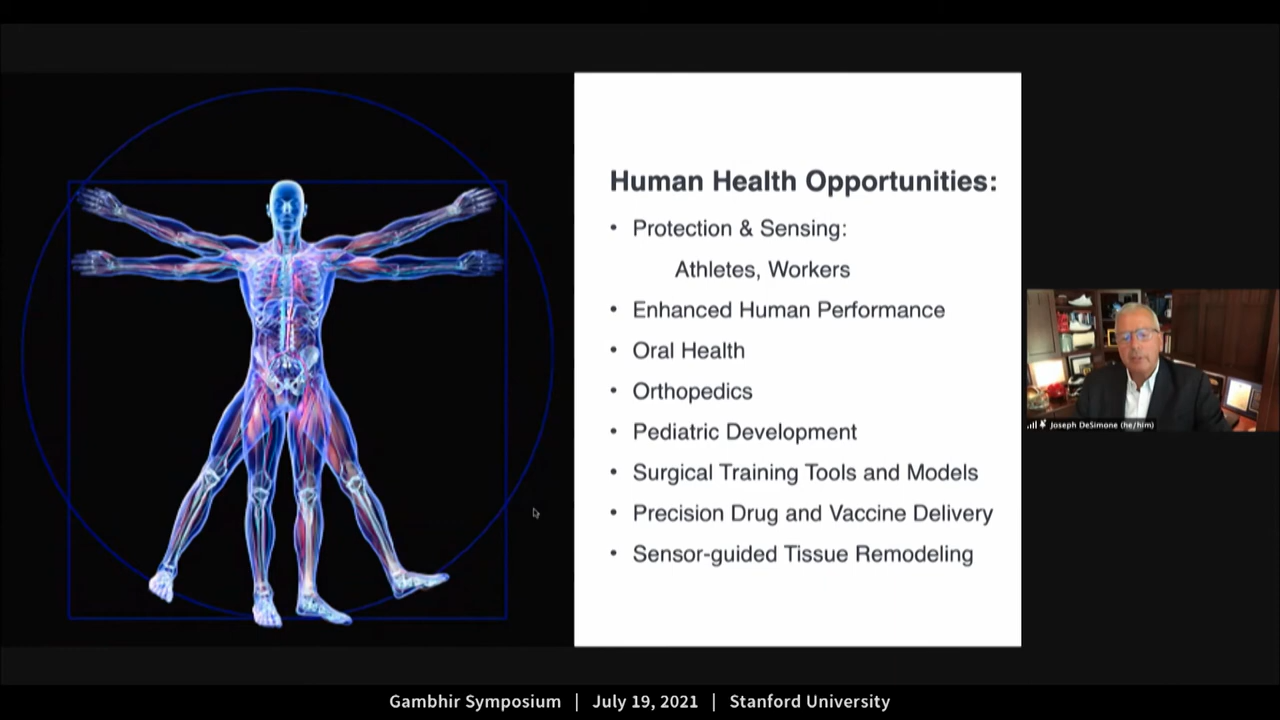 Human Health Opportunities:
• Protection & Sensing:
Athletes, Workers
• Enhanced Human Performance
• Oral Health
• Orthopedics
• Pediatric Development
• Surgical Training Tools and Models
• Precision Drug and Vaccine Delivery
• Sensor-guided Tissue Remodeling
Joseph DeSimone (he/him)
Gambhir Symposium | July 19, 2021 | Stanford University